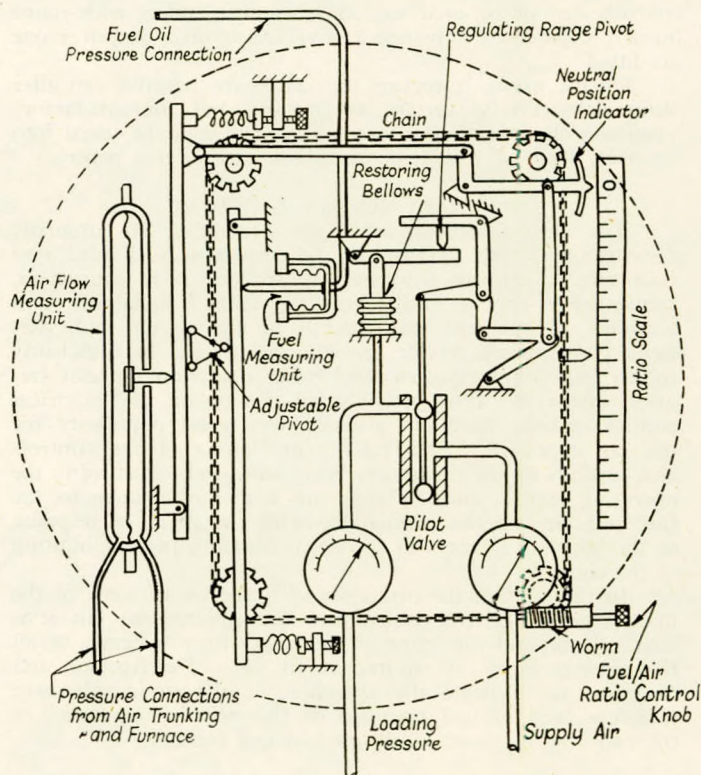 Fuel Oil
Pressure Connection
Regulating Range Pivot
Neutral
Position
Indicator
Chain
Restoring
Bellows
Air Flow
Measuring
Unit
Fuel
Measuring
Unit
Adjustable
Pivot
Ratio Scale
Pilot
Valve
Worm
Fuel/Air
Ratio Control
Knob
Pressure Connections
from Air Trunking
and Furnace
Loading
Pressure
Supply Air